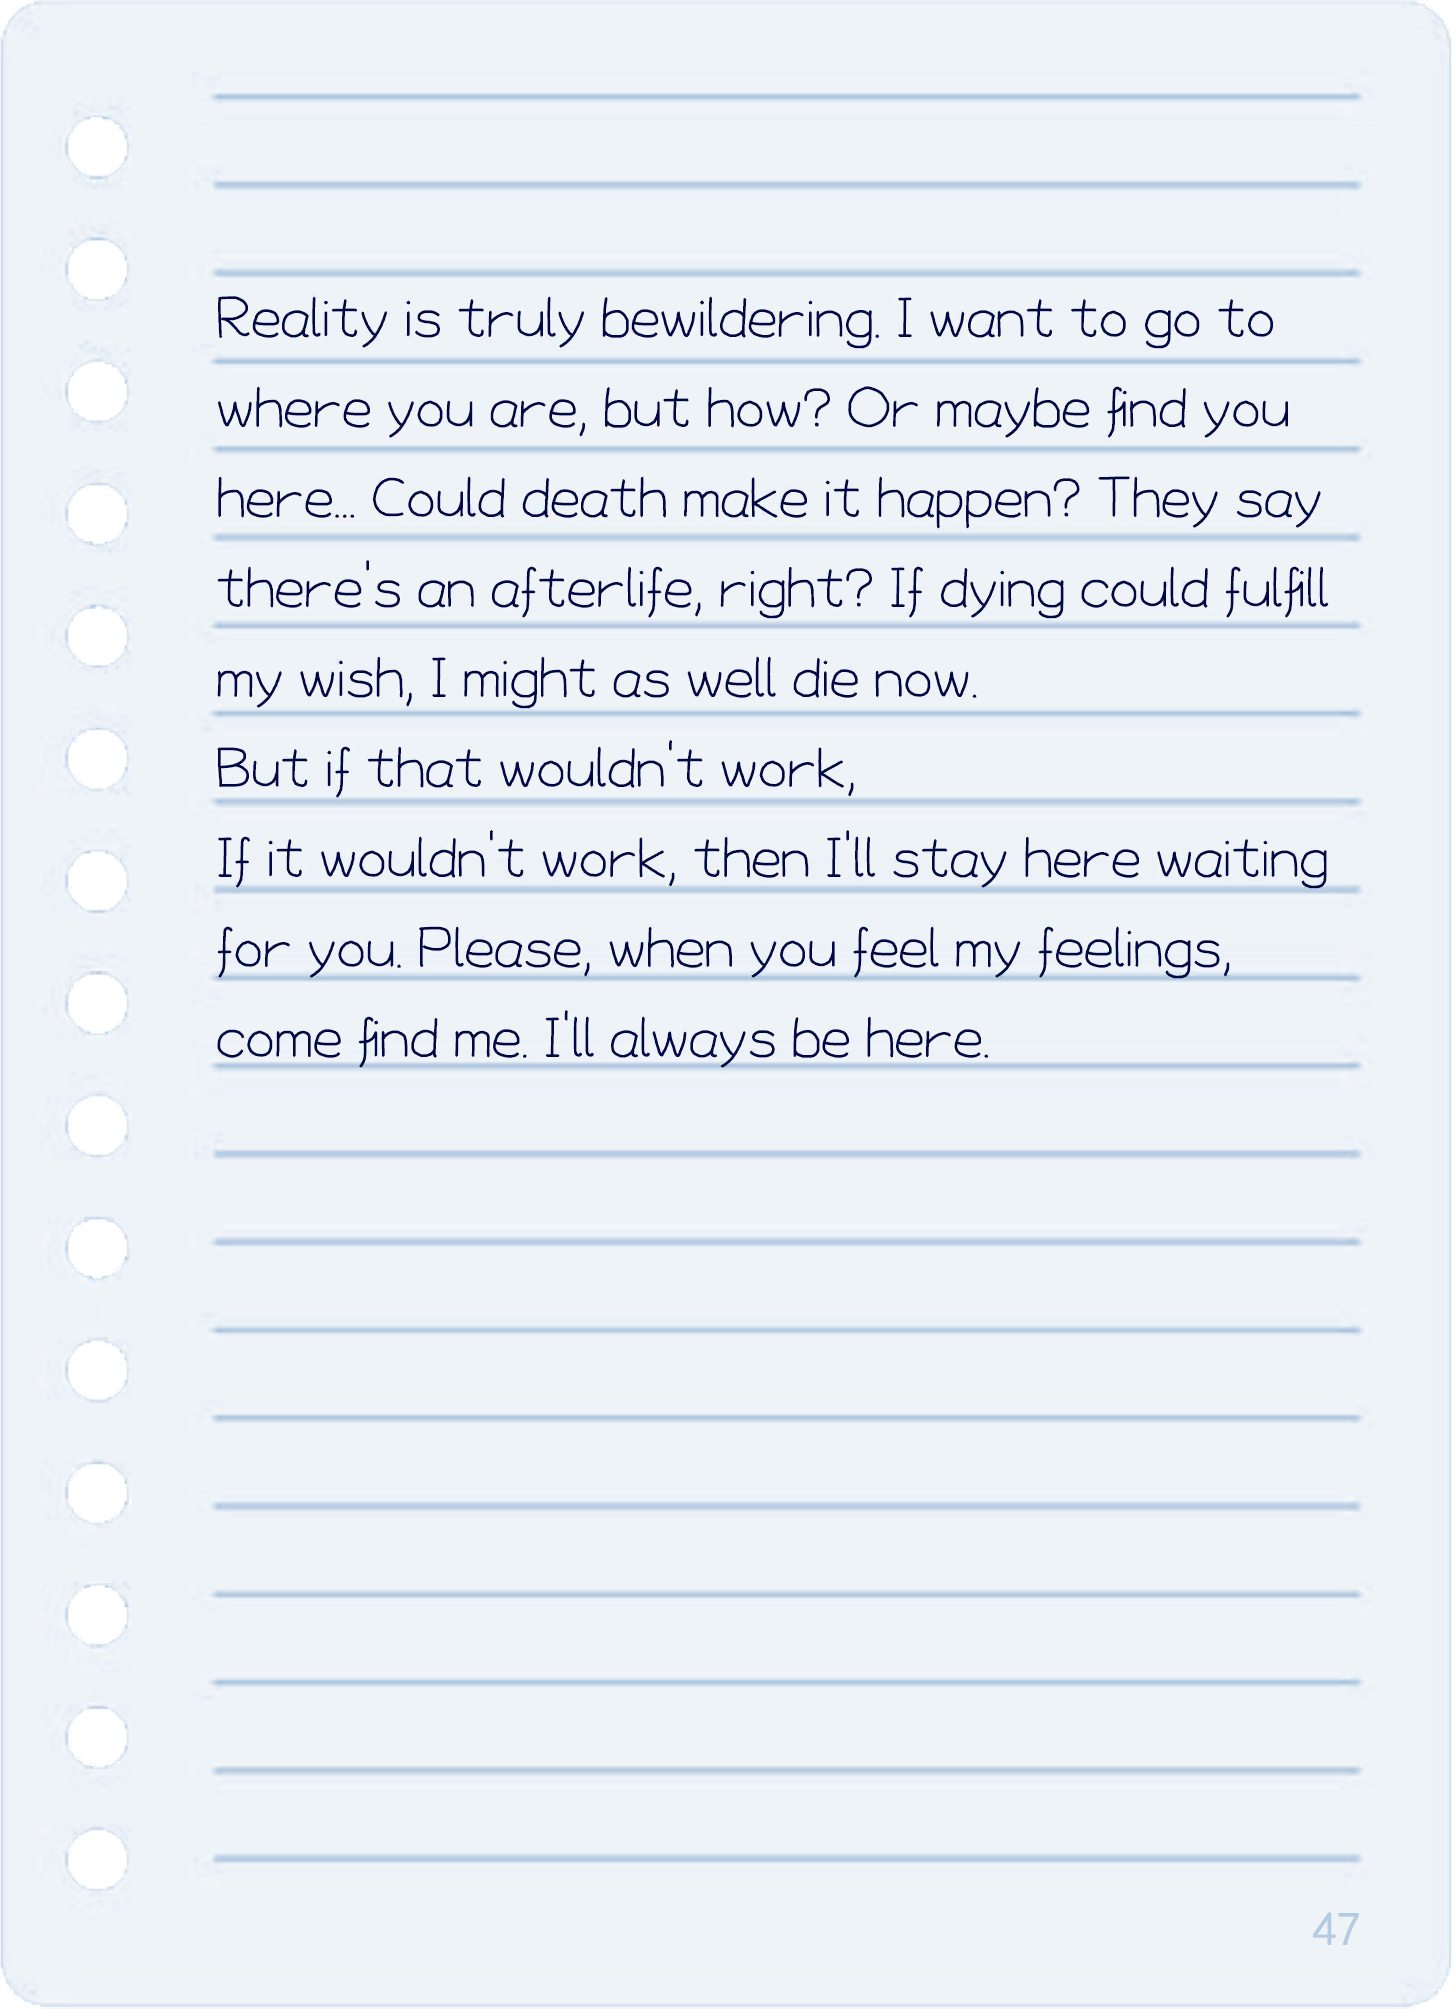 Reality is truly bewildering. I want to go to
where you are, but how? Or maybe find you
here... Could death make it happen? They say
there's an afterlife, right? If dying could fulfill
my wish, I might as well die now.
But if that wouldn't work,
If it wouldn't work, then I'll stay here waiting
for you. Please, when you feel my feelings,
come find me. I'll always be here.
47